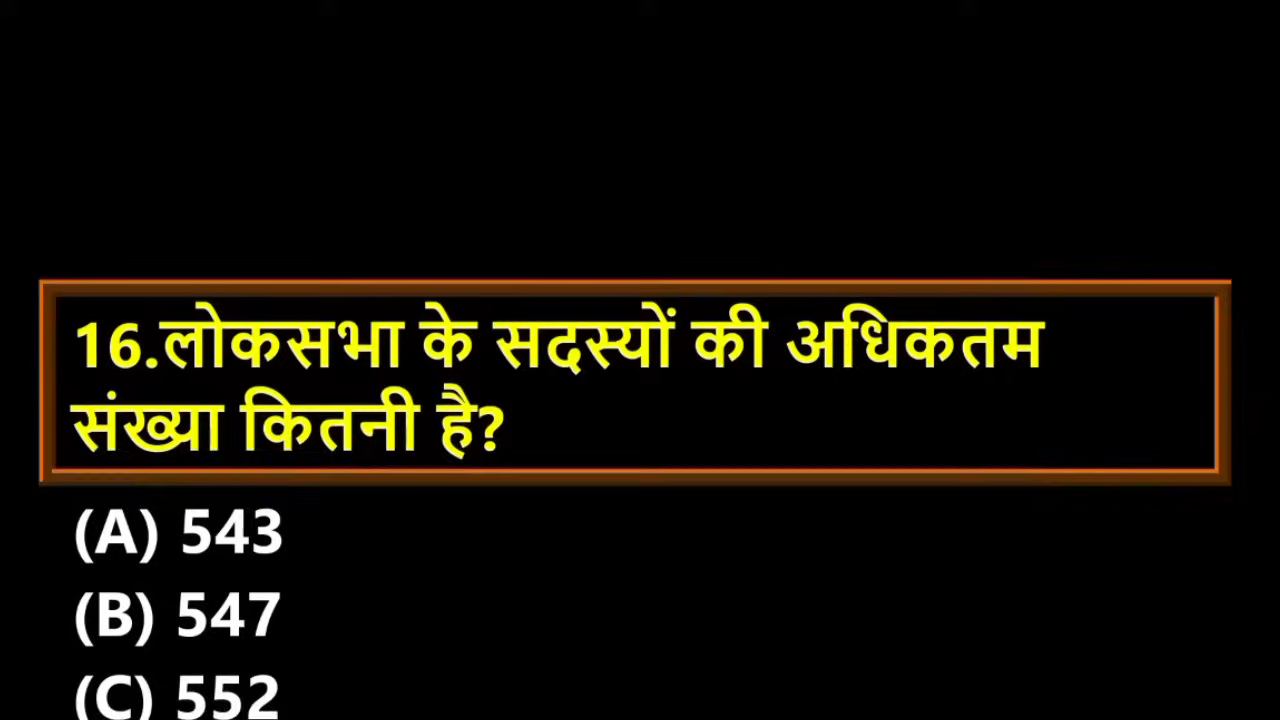 16.लोकसभा के सदस्यों की अधिकतम
संख्या कितनी है?
(A) 543
(B) 547
(C) 552